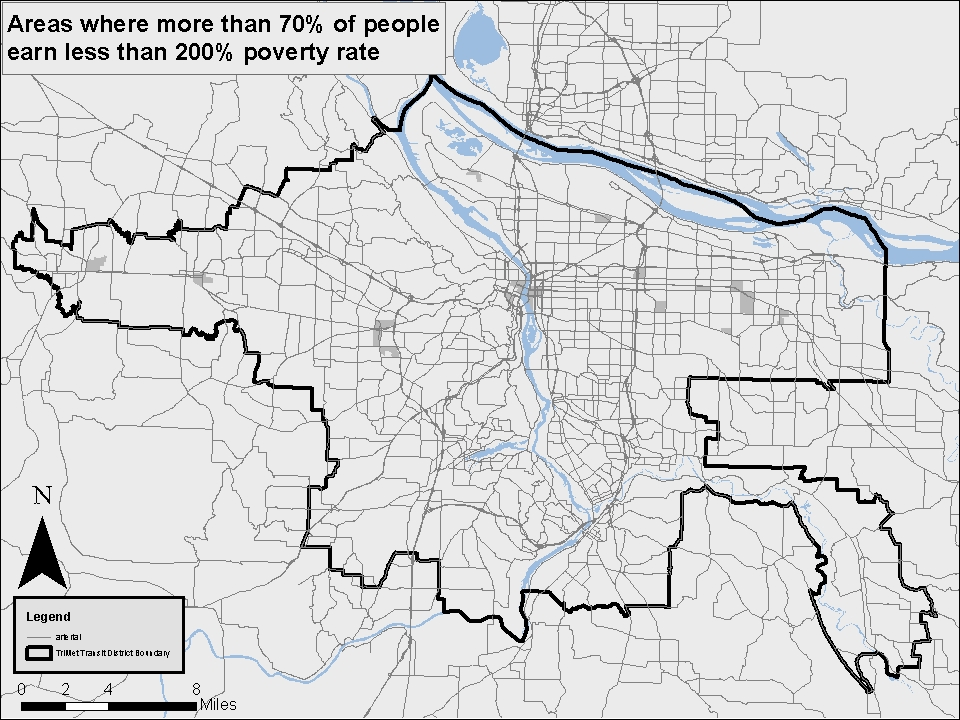 Areas where more than 70% of people
earn less than 200% poverty rate
N
Legend
arterial
TriMet Transit District Boundary
0 2 4 8
Miles